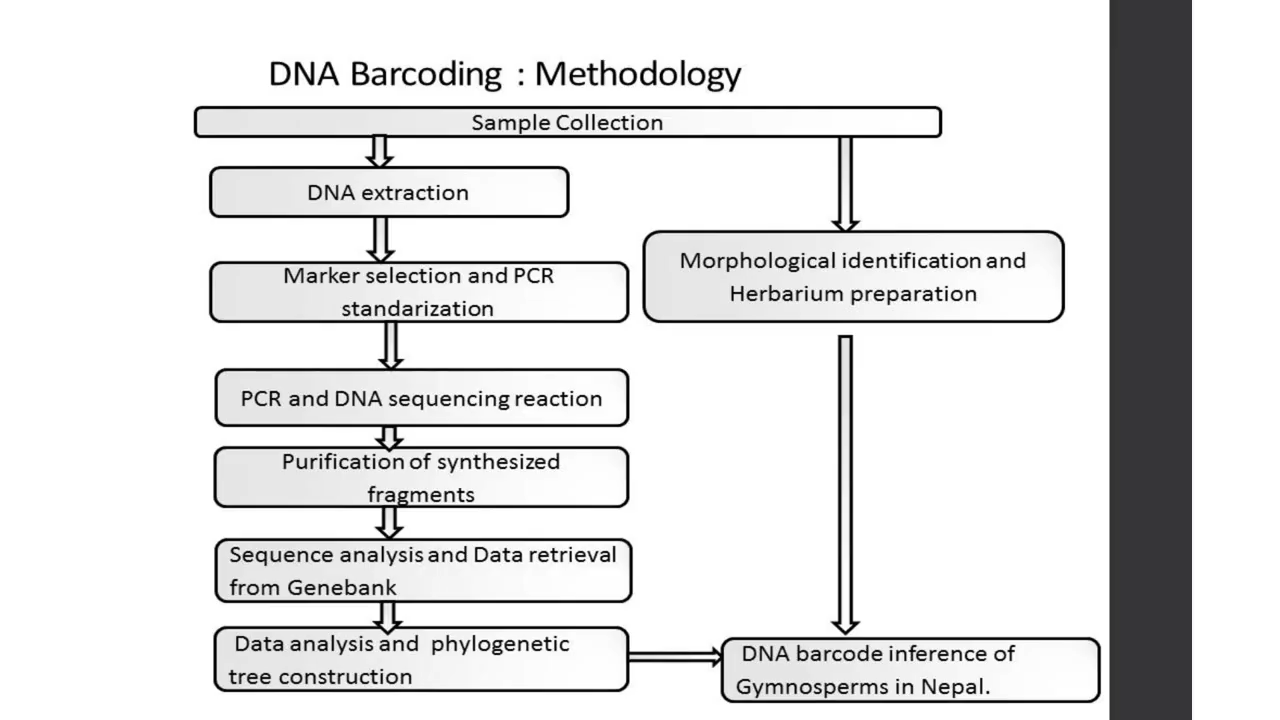 DNA Barcoding : Methodology
Sample Collection
DNA extraction
Marker selection and PCR
standarization
Morphological identification and
Herbarium preparation
PCR and DNA sequencing reaction
Purification of synthesized
fragments
Sequence analysis and Data retrieval
from Genebank
Data analysis and phylogenetic
tree construction
DNA barcode inference of
Gymnosperms in Nepal.